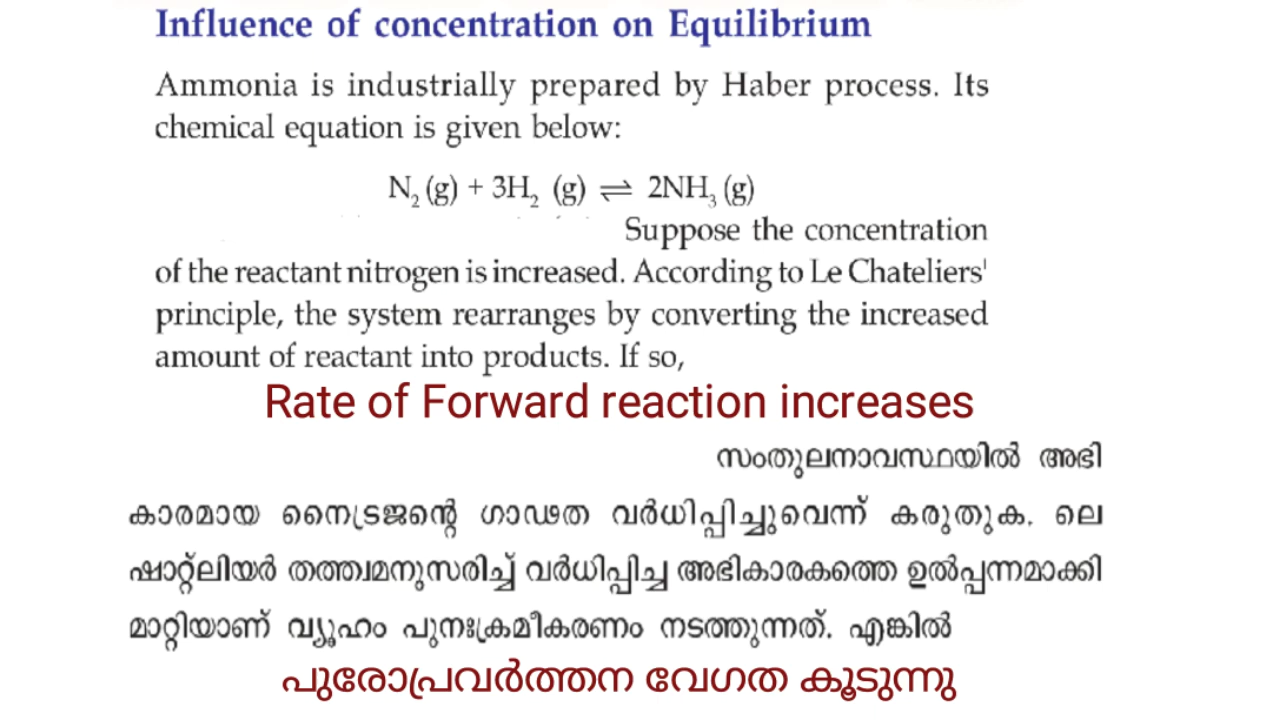 Influence of concentration on Equilibrium
Ammonia is industrially prepared by Haber process. Its
chemical equation is given below:
N₂ (g) + 3H₂ (g) ⇌ 2NH₃ (g)
Suppose the concentration
of the reactant nitrogen is increased. According to Le Chateliers'
principle, the system rearranges by converting the increased
amount of reactant into products. If so,
Rate of Forward reaction increases
സംതുലനാവസ്ഥയിൽ അഭി
കാരമായ നൈട്രജന്റെ ഗാഢത വർധിപ്പിച്ചുവെന്ന് കരുതുക. ലെ
ഷാറ്റ്ലിയർ തത്ത്വമനുസരിച്ച് വർധിപ്പിച്ച അഭികാരകത്തെ ഉൽപ്പന്നമാക്കി
മാറ്റിയാണ് വ്യൂഹം പുനഃക്രമീകരണം നടത്തുന്നത്. എങ്കിൽ
പുരോപ്രവർത്തന വേഗത കൂടുന്നു